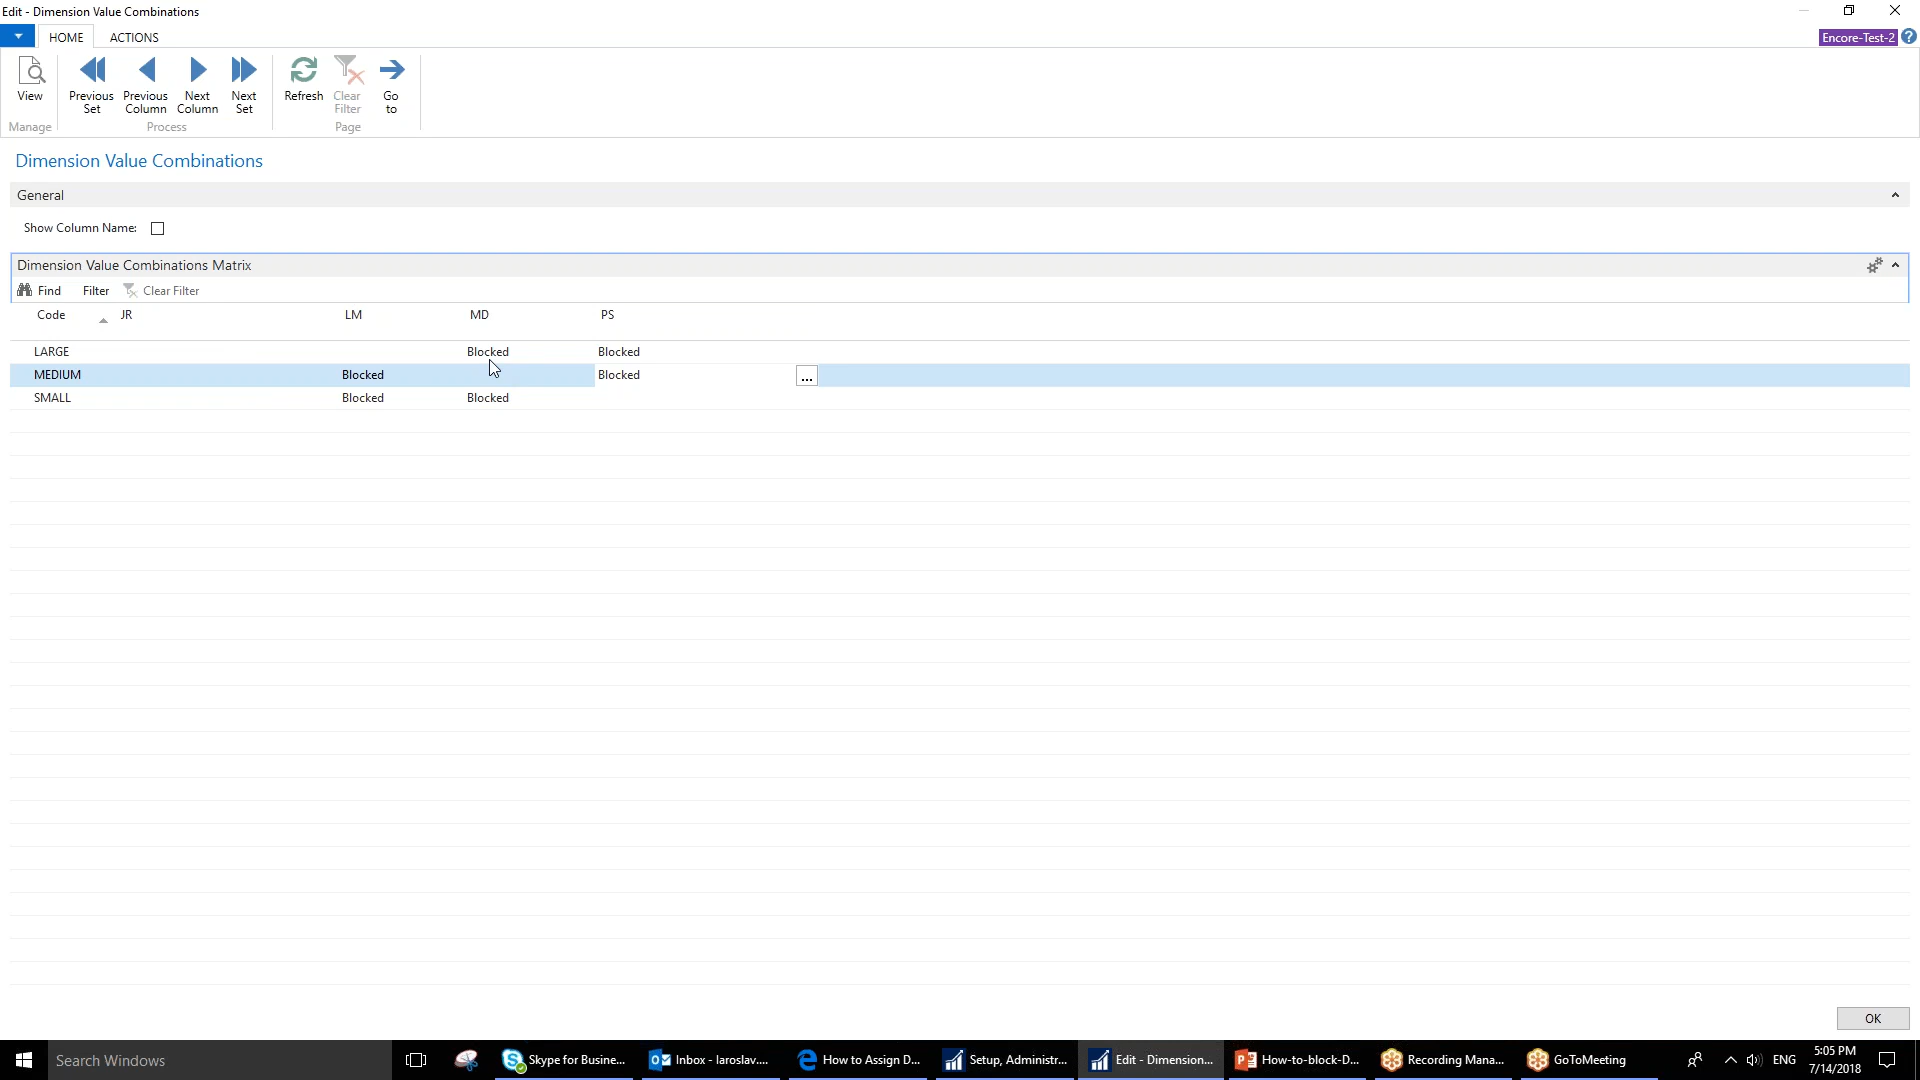 Edit - Dimension Value Combinations
HOME ACTIONS Encore-Test-2 ?
View Previous Set Previous Column Next Column Next Set Refresh Clear Filter Go to
Manage Process Page
Dimension Value Combinations
General
Show Column Name:
Dimension Value Combinations Matrix
Find Filter Clear Filter
Code JR LM MD PS
LARGE Blocked Blocked
MEDIUM Blocked Blocked ...
SMALL Blocked Blocked
OK
Search Windows Skype for Busine... Inbox - Iaroslav.... How to Assign D... Setup, Administr... Edit - Dimension... How-to-block-D... Recording Mana... GoToMeeting ENG 5:05 PM
7/14/2018